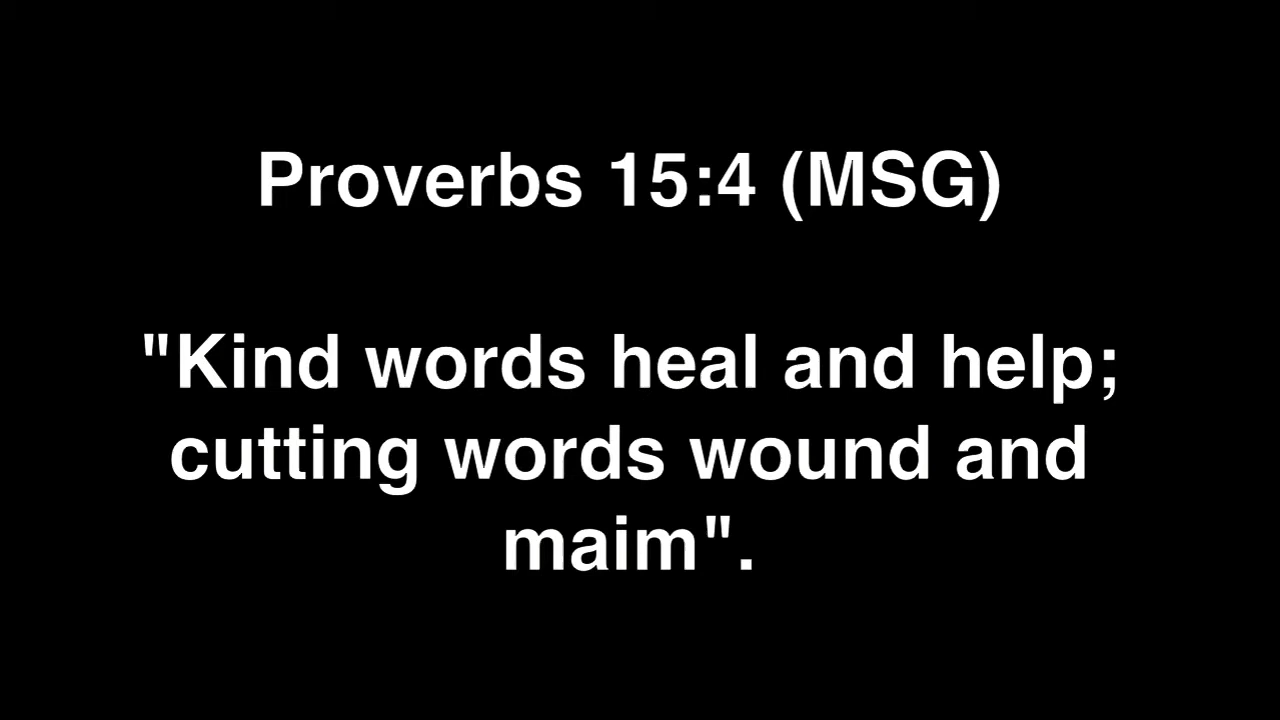 Proverbs 15:4 (MSG)
"Kind words heal and help;
cutting words wound and
maim".